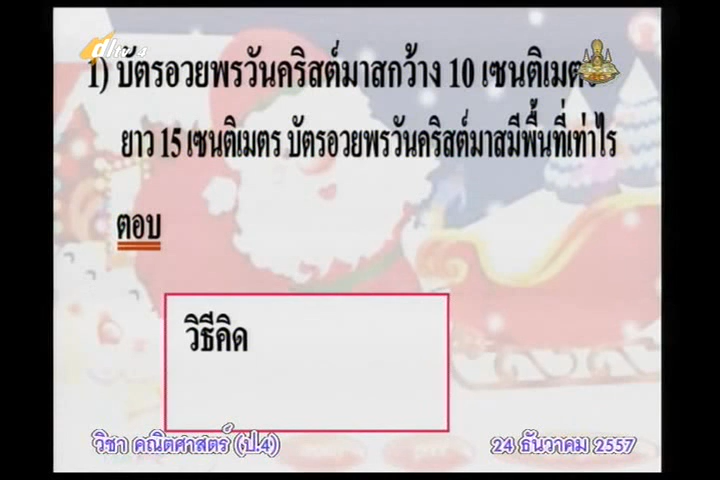 dltv 4
1) บัตรอวยพรวันคริสต์มาสกว้าง 10 เซนติเมตร
ยาว 15 เซนติเมตร บัตรอวยพรวันคริสต์มาสมีพื้นที่เท่าไร
ตอบ
วิธีคิด
วิชา คณิตศาสตร์ (ป.4)
24 ธันวาคม 2557